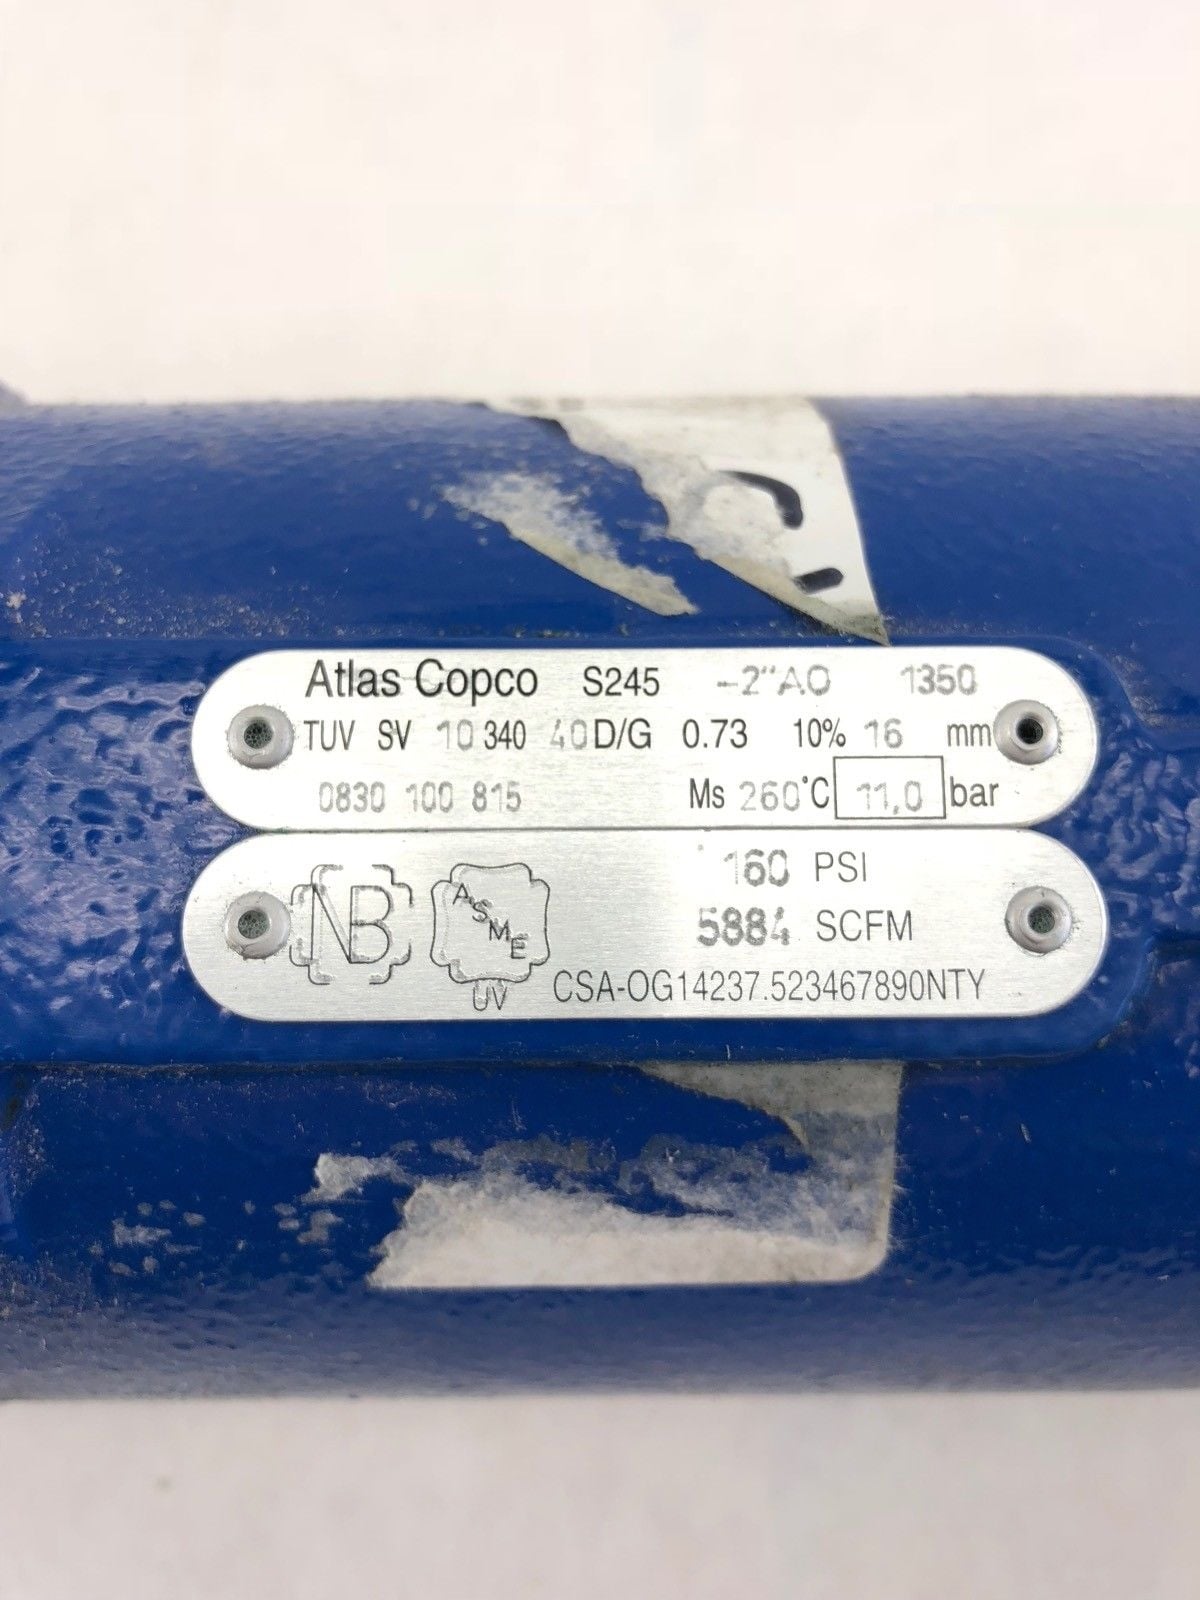 Atlas Copco S245 -2"AO 1350
TUV SV 10 340 40 D/G 0.73 10% 16 mm
0830 100 815 Ms 260°C 11,0 bar
NB ASME 160 PSI
5884 SCFM
UV CSA-OG14237.523467890NTY